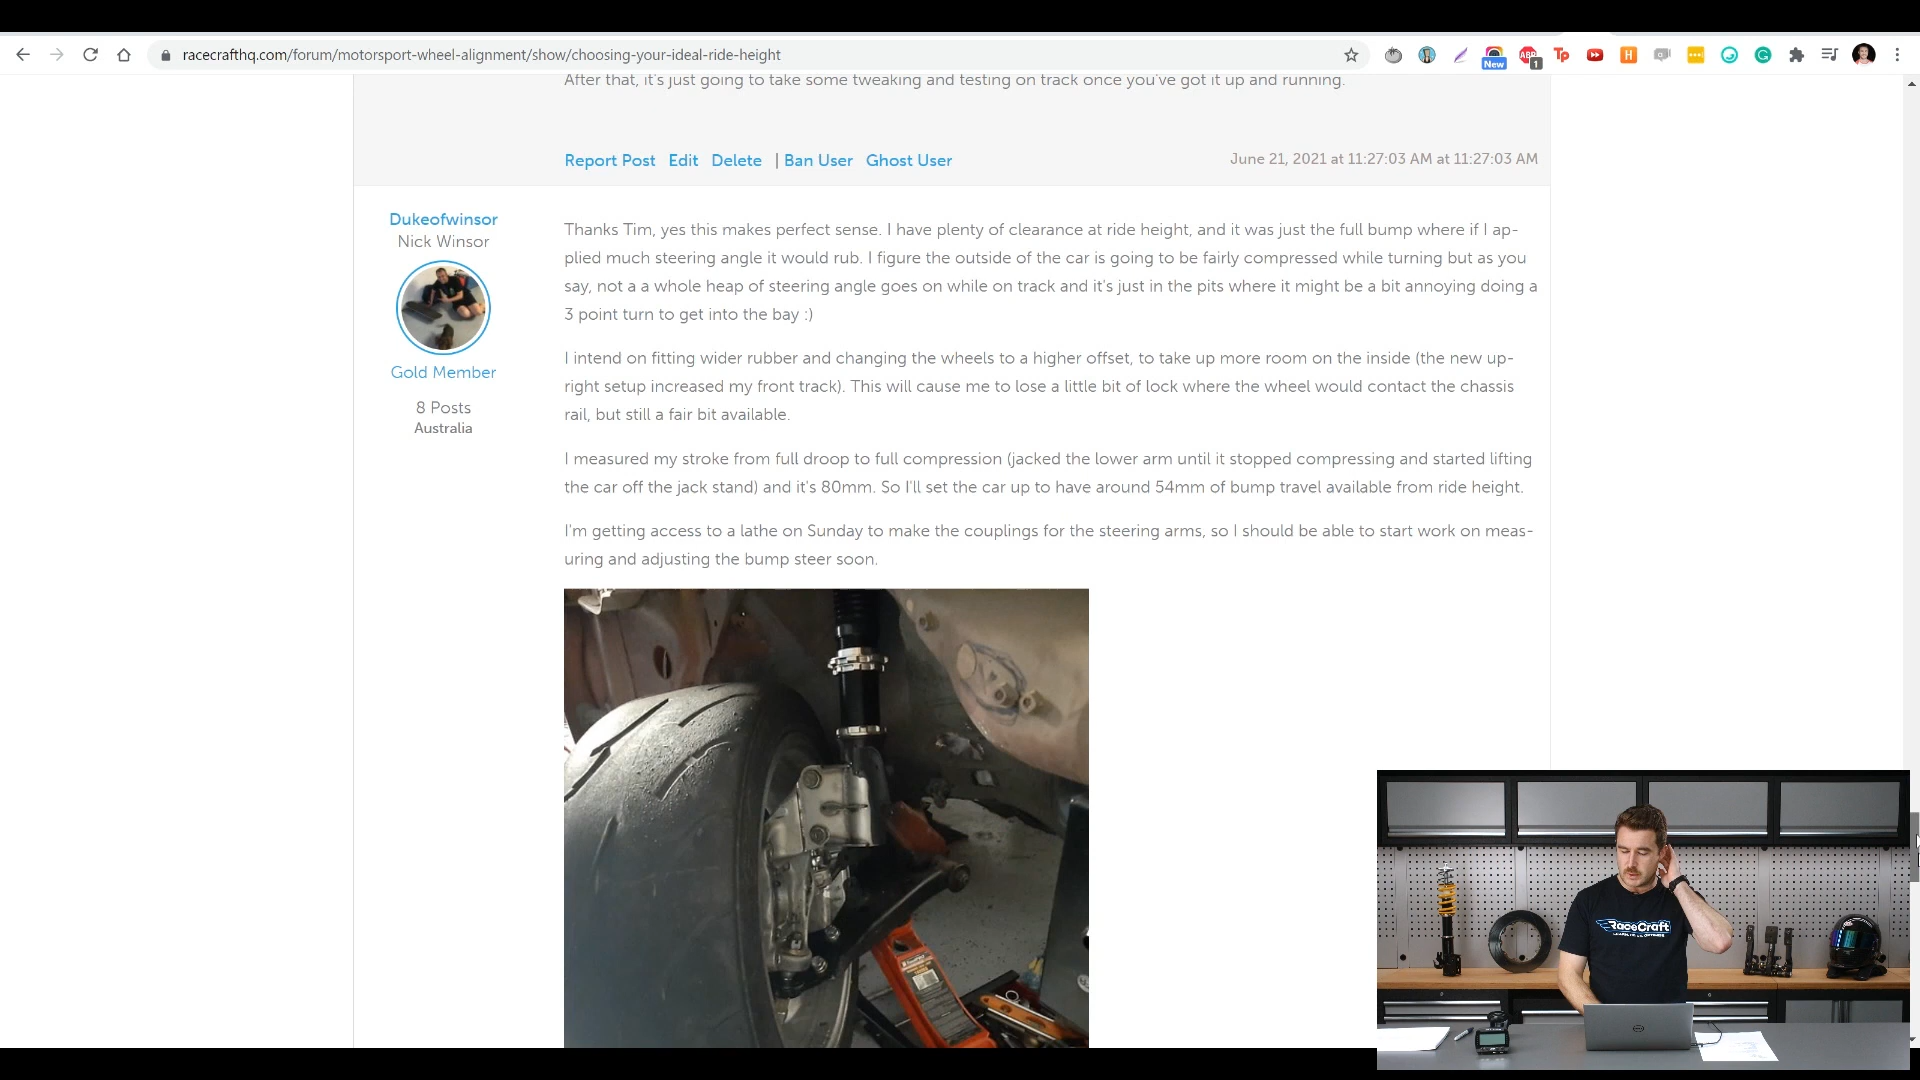 racecrafthq.com/forum/motorsport-wheel-alignment/show/choosing-your-ideal-ride-height
New
ABP
1
TP
H
G
After that, it's just going to take some tweaking and testing on track once you've got it up and running.
Report Post Edit Delete | Ban User Ghost User
June 21, 2021 at 11:27:03 AM at 11:27:03 AM
Dukeofwinsor
Nick Winsor
Gold Member
8 Posts
Australia
Thanks Tim, yes this makes perfect sense. I have plenty of clearance at ride height, and it was just the full bump where if I ap-
plied much steering angle it would rub. I figure the outside of the car is going to be fairly compressed while turning but as you
say, not a a whole heap of steering angle goes on while on track and it's just in the pits where it might be a bit annoying doing a
3 point turn to get into the bay :)
I intend on fitting wider rubber and changing the wheels to a higher offset, to take up more room on the inside (the new up-
right setup increased my front track). This will cause me to lose a little bit of lock where the wheel would contact the chassis
rail, but still a fair bit available.
I measured my stroke from full droop to full compression (jacked the lower arm until it stopped compressing and started lifting
the car off the jack stand) and it's 80mm. So I'll set the car up to have around 54mm of bump travel available from ride height.
I'm getting access to a lathe on Sunday to make the couplings for the steering arms, so I should be able to start work on meas-
uring and adjusting the bump steer soon.
RaceCraft